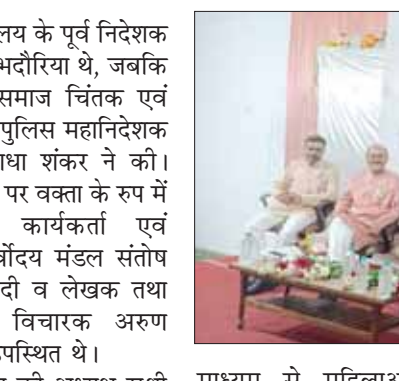 लय के पूर्व निदेशक
भदौरिया थे, जबकि
समाज चिंतक एवं
पुलिस महानिदेशक
ाधा शंकर ने की।
पर वक्ता के रुप में
कार्यकर्ता एवं
र्वोदय मंडल संतोष
दी व लेखक तथा
विचारक अरुण
उपस्थित थे।